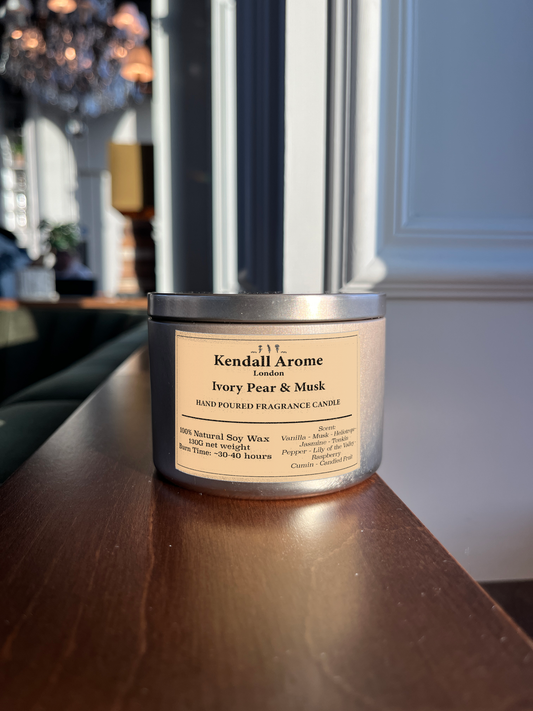 Kendall Arome
London
Ivory Pear & Musk
HAND POURED FRAGRANCE CANDLE
100% Natural Soy Wax
130G net weight
Burn Time: ~30-40 hours
Scent:
Vanilla - Musk - Heliotrope
Jasmine - Tonkin
Pepper - Lily of the Valley
Raspberry
Cumin - Candied Fruit